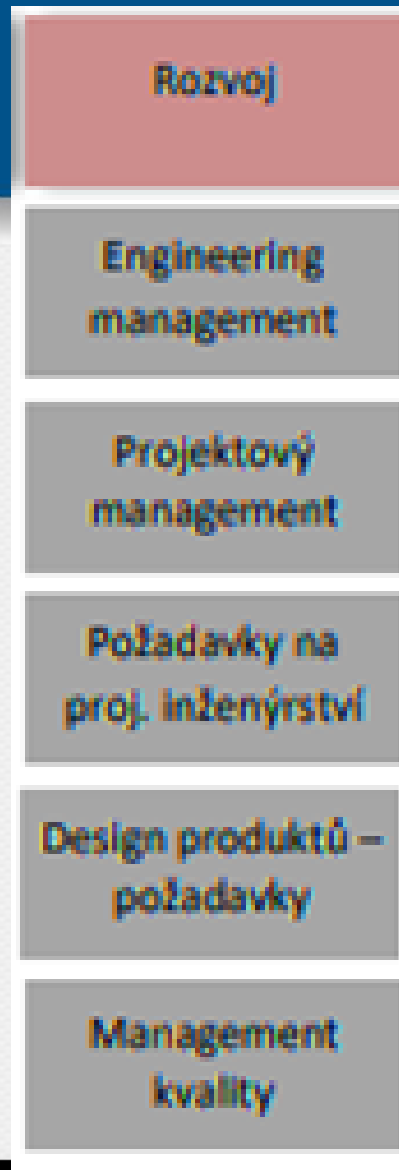 Rozvoj
Engineering
management
Projektový
management
Požadavky na
proj. inženýrství
Design produktů –
požadavky
Management
kvality